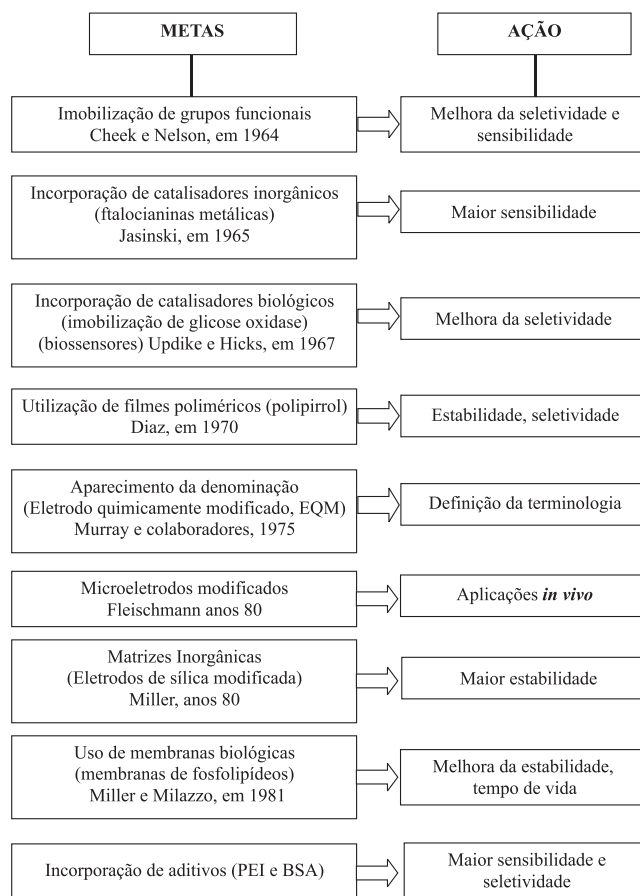 METAS
AÇÃO
Imobilização de grupos funcionais
Cheek e Nelson, em 1964
Melhora da seletividade e
sensibilidade
Incorporação de catalisadores inorgânicos
(ftalocianinas metálicas)
Jasinski, em 1965
Maior sensibilidade
Incorporação de catalisadores biológicos
(imobilização de glicose oxidase)
(biossensores) Updike e Hicks, em 1967
Melhora da seletividade
Utilização de filmes poliméricos (polipirrol)
Diaz, em 1970
Estabilidade, seletividade
Aparecimento da denominação
(Eletrodo quimicamente modificado, EQM)
Murray e colaboradores, 1975
Definição da terminologia
Microeletrodos modificados
Fleischmann anos 80
Aplicações in vivo
Matrizes Inorgânicas
(Eletrodos de sílica modificada)
Miller, anos 80
Maior estabilidade
Uso de membranas biológicas
(membranas de fosfolipídeos)
Miller e Milazzo, em 1981
Melhora da estabilidade,
tempo de vida
Incorporação de aditivos (PEI e BSA)
Maior sensibilidade e
seletividade